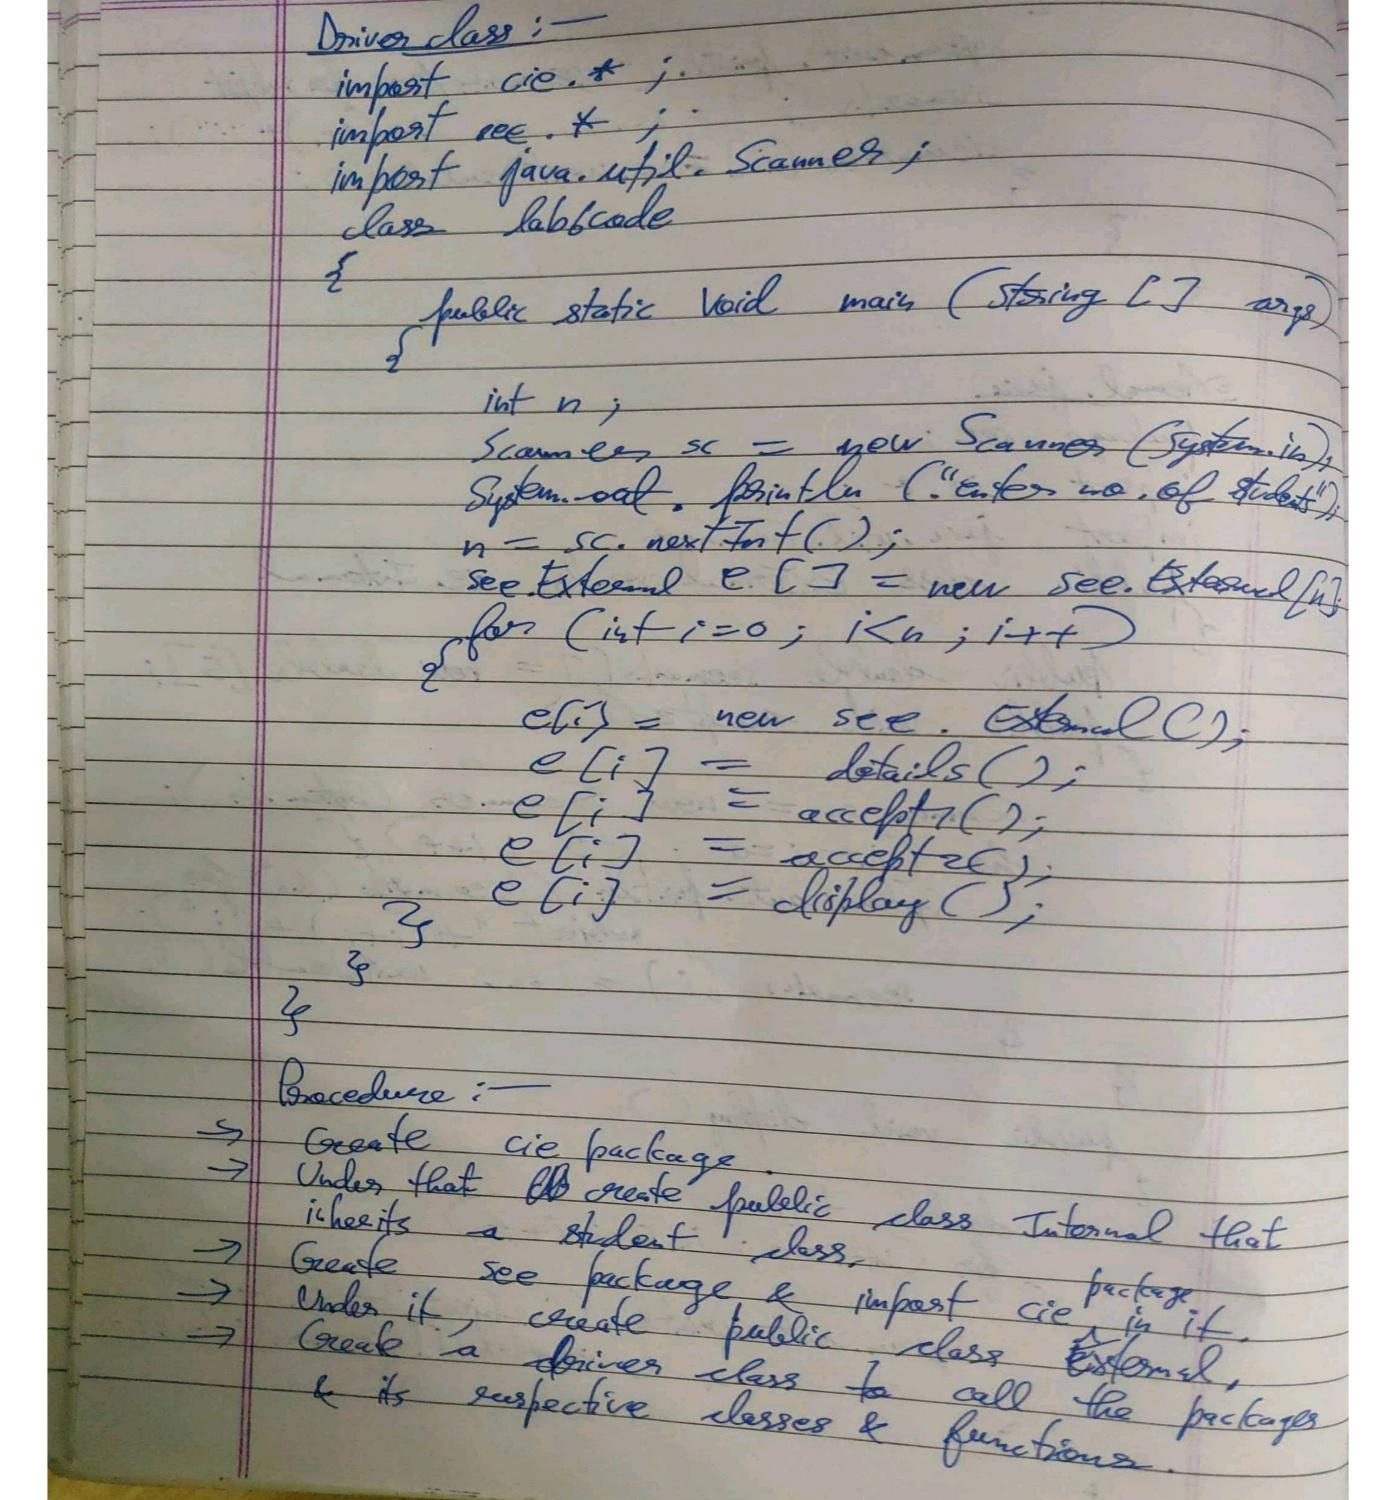 Driver class :-
import cie.* ;
import see.* ;
import java.util.Scanner ;
class lab6code
{
public static void main (String [] args)
{
int n ;
Scanner sc = new Scanner (System.in);
System.out.println ("enter no. of students");
n = sc.nextInt();
see.External e[] = new see.External[n];
for (int i=0 ; i<n ; i++)
{
e[i] = new see.External();
e[i] = details();
e[i] = accept1();
e[i] = accept2();
e[i] = display();
}
}
}
Procedure :-
→ Create cie package.
→ Under that create public class Internal that
inherits a student class.
→ Create see package & import cie package in it.
→ Under it, create public class External.
→ Create a driver class to call the packages
& its respective classes & functions.